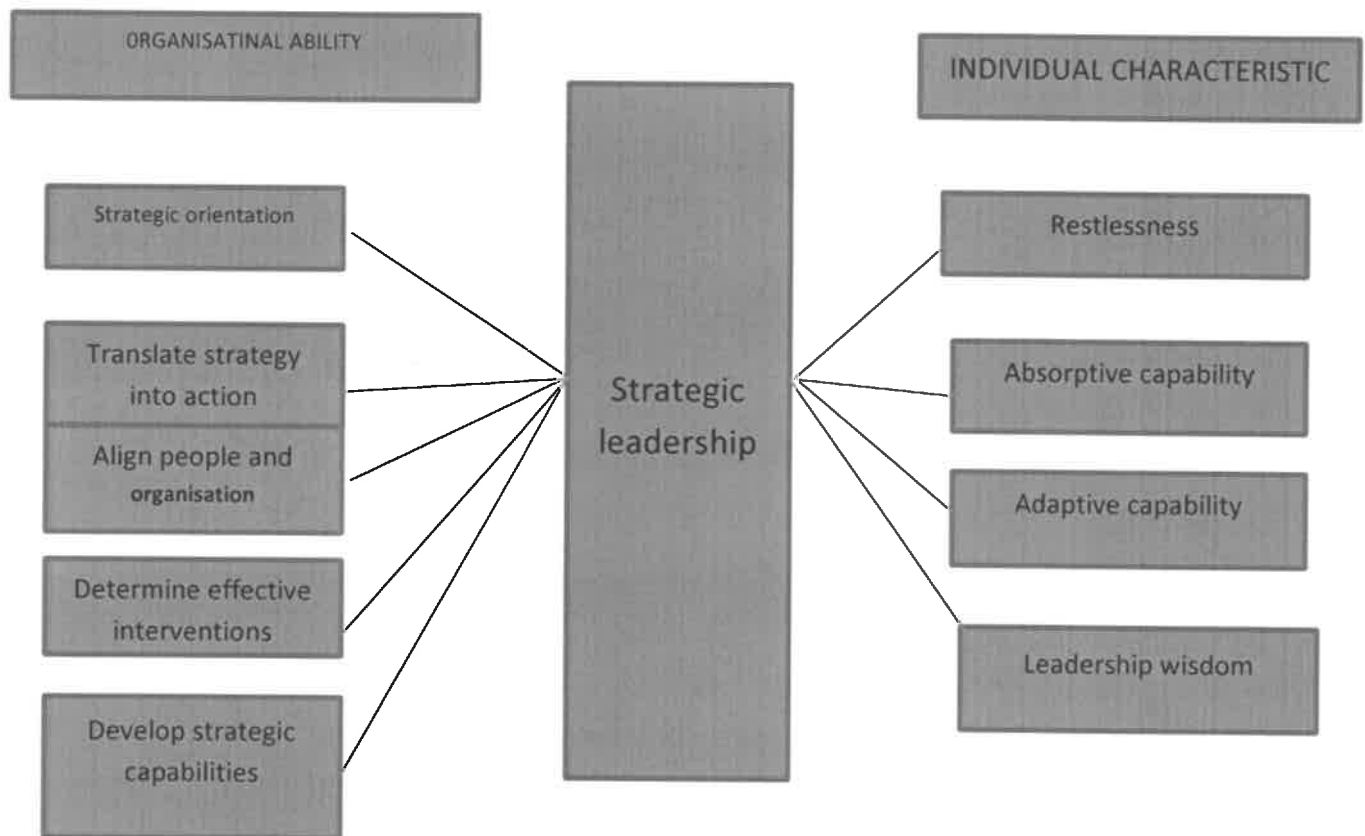 ORGANISATINAL ABILITY
Strategic orientation
Translate strategy
into action
Align people and
organisation
Determine effective
interventions
Develop strategic
capabilities
Strategic
leadership
INDIVIDUAL CHARACTERISTIC
Restlessness
Absorptive capability
Adaptive capability
Leadership wisdom